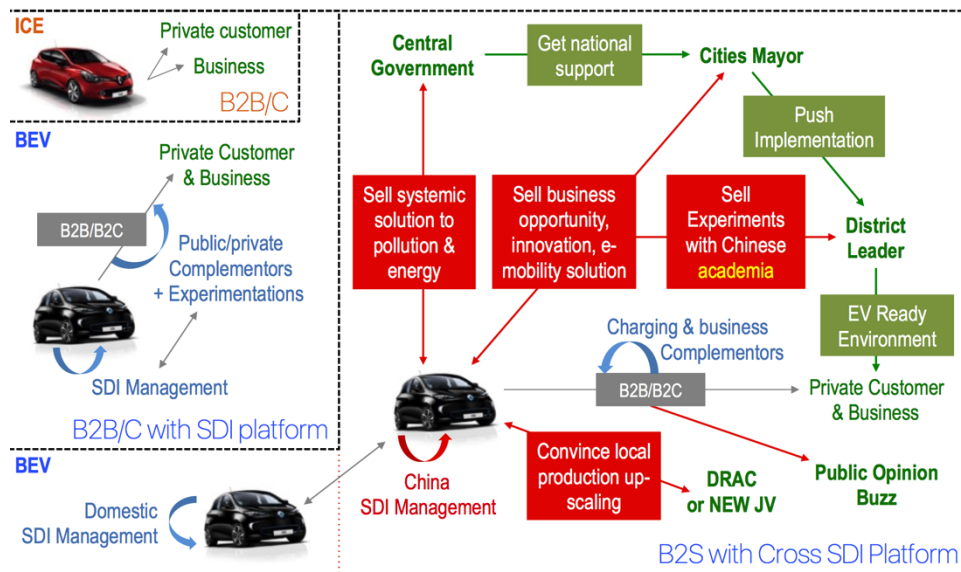 ICE
Private customer
Business
B2B/C
BEV
Private Customer
& Business
B2B/B2C
Public/private
Complementors
+ Experimentations
SDI Management
B2B/C with SDI platform
BEV
Domestic
SDI Management
Central
Government
Get national
support
Cities Mayor
Push
Implementation
Sell systemic
solution to
pollution &
energy
Sell business
opportunity,
innovation, e-
mobility solution
Sell
Experiments
with Chinese
academia
District
Leader
EV Ready
Environment
Charging & business
Complementors
B2B/B2C
Private Customer
& Business
China
SDI Management
Convince local
production up-
scaling
DRAC
or NEW JV
Public Opinion
Buzz
B2S with Cross SDI Platform